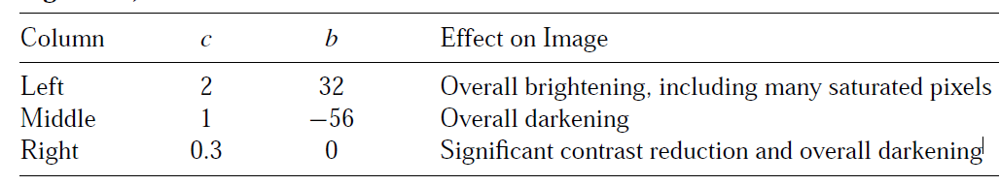 Column c b Effect on Image
Left 2 32 Overall brightening, including many saturated pixels
Middle 1 −56 Overall darkening
Right 0.3 0 Significant contrast reduction and overall darkening